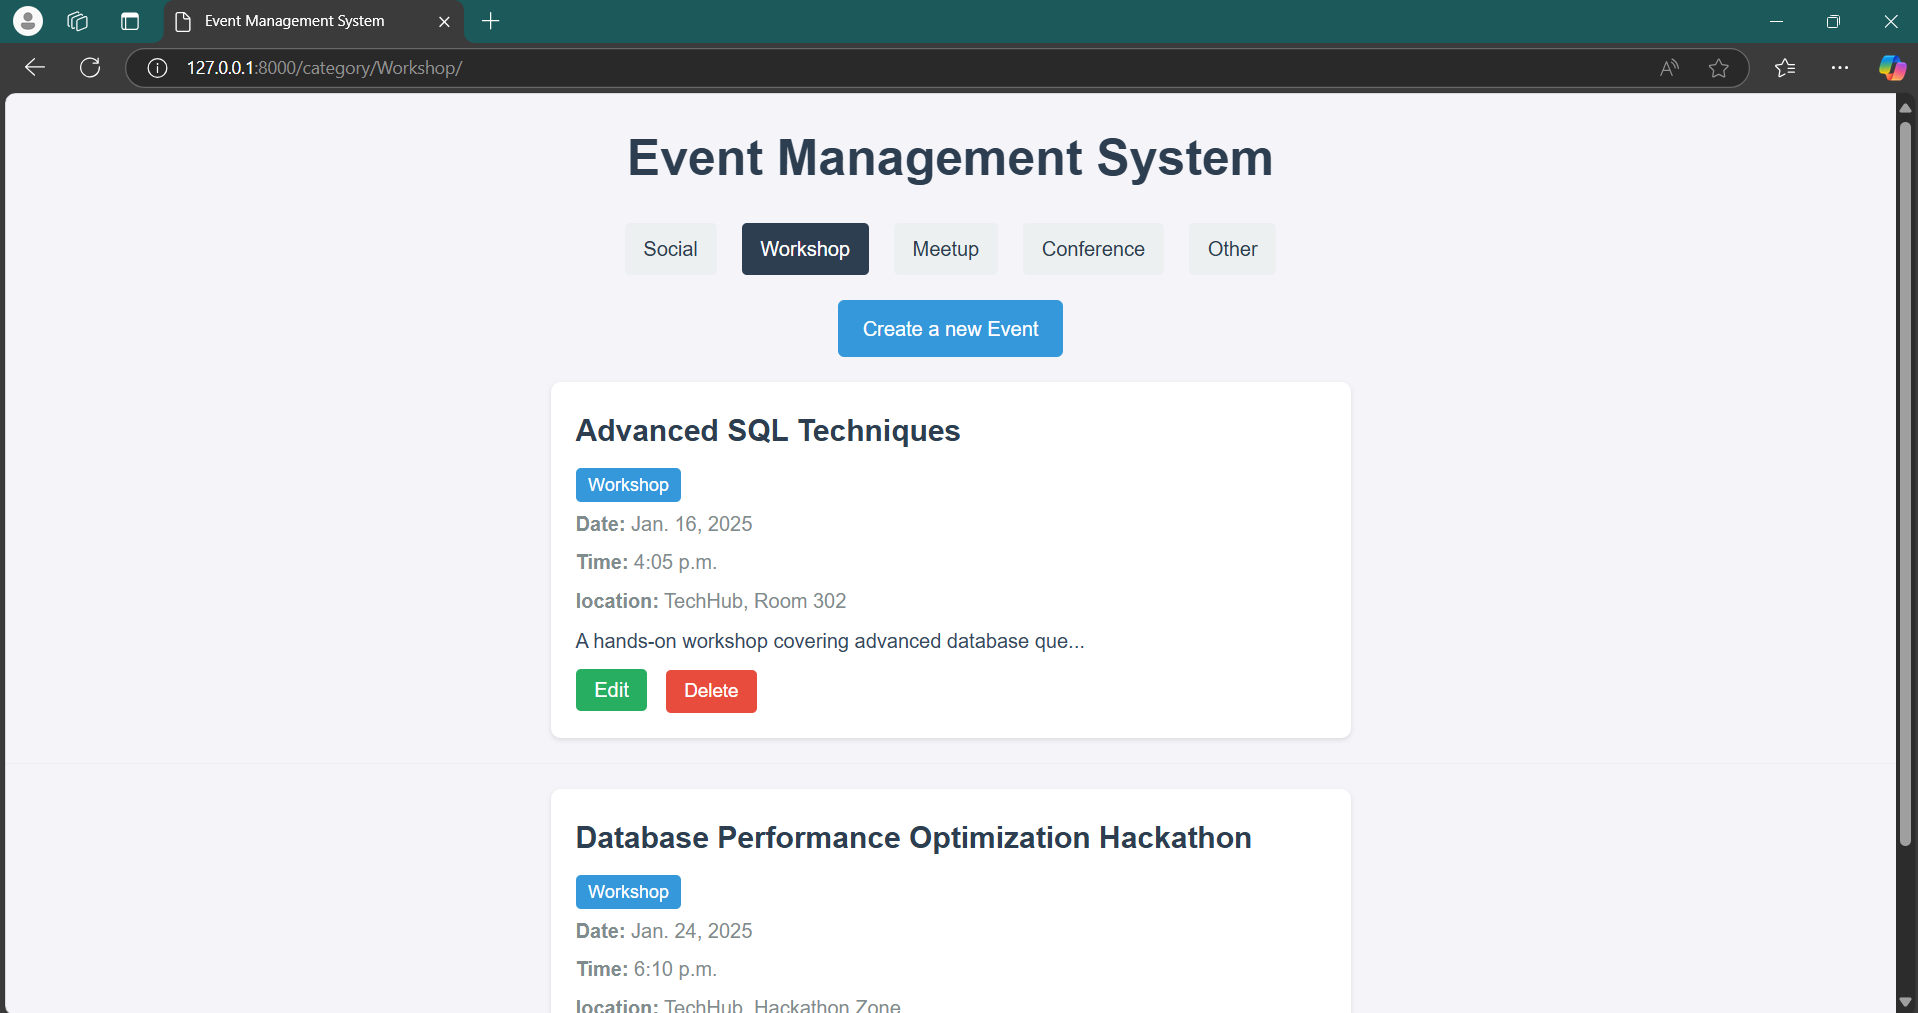 Event Management System
127.0.0.1:8000/category/Workshop/
Event Management System
Social Workshop Meetup Conference Other
Create a new Event
Advanced SQL Techniques
Workshop
Date: Jan. 16, 2025
Time: 4:05 p.m.
location: TechHub, Room 302
A hands-on workshop covering advanced database que...
Edit Delete
Database Performance Optimization Hackathon
Workshop
Date: Jan. 24, 2025
Time: 6:10 p.m.
location: TechHub, Hackathon Zone